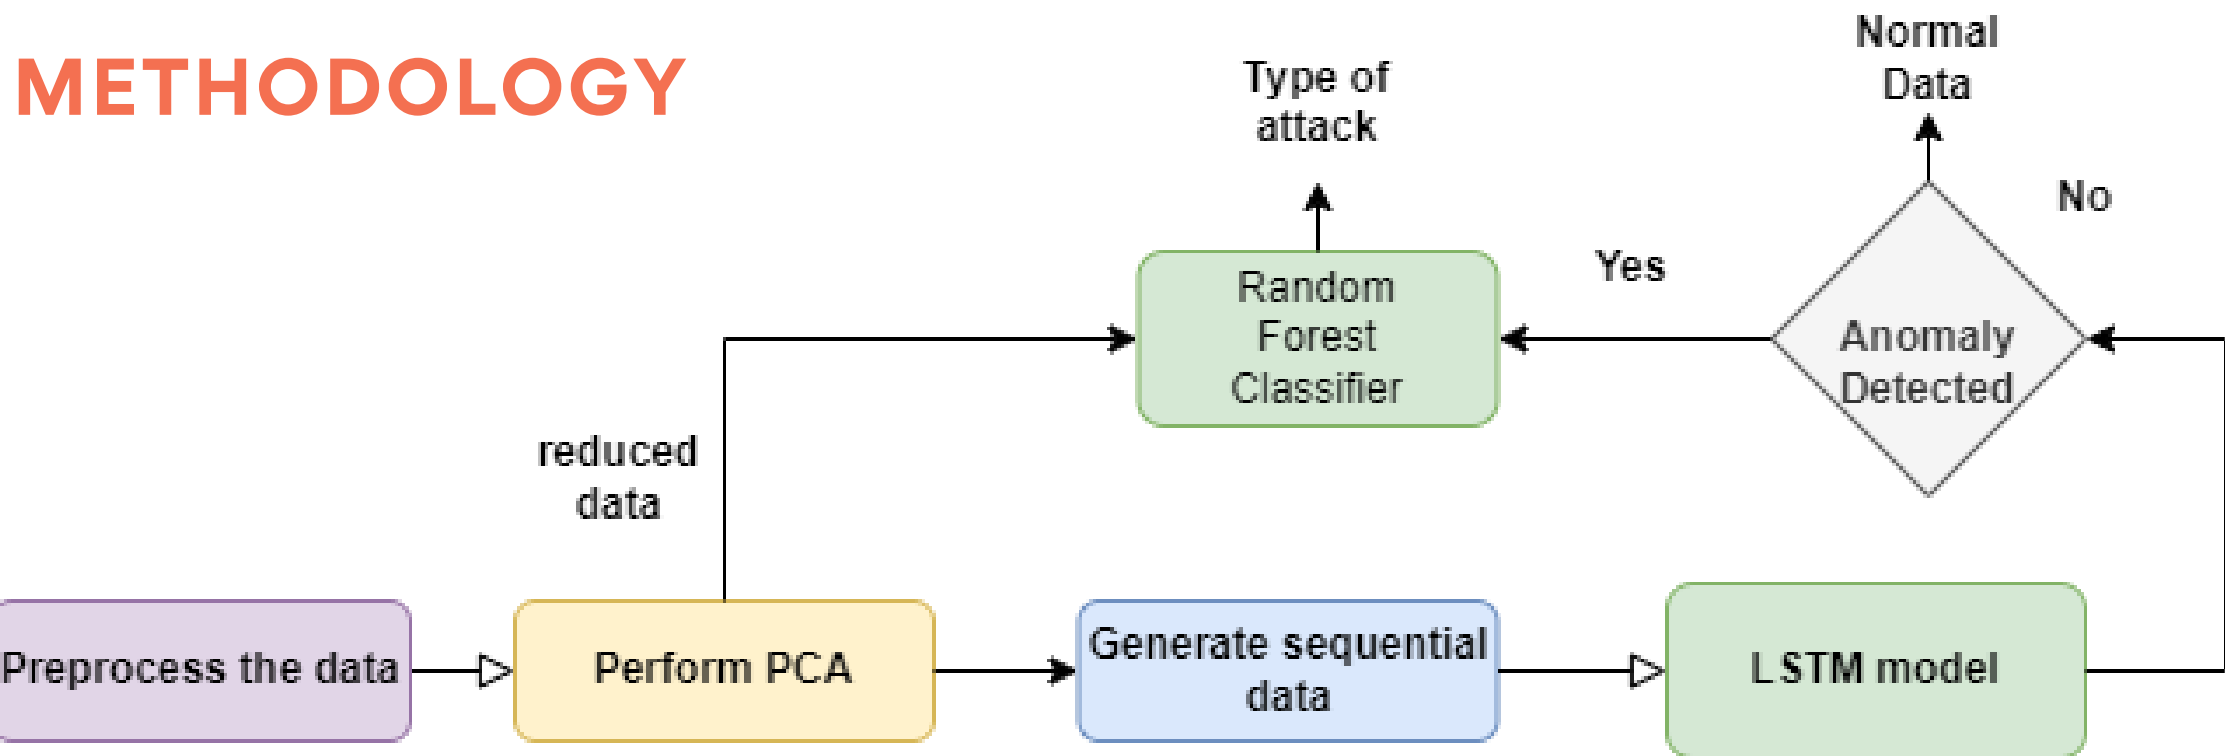 METHODOLOGY
Normal
Data
Type of
attack
No
Yes
Random
Forest
Classifier
Anomaly
Detected
reduced
data
Preprocess the data
Perform PCA
Generate sequential
data
LSTM model